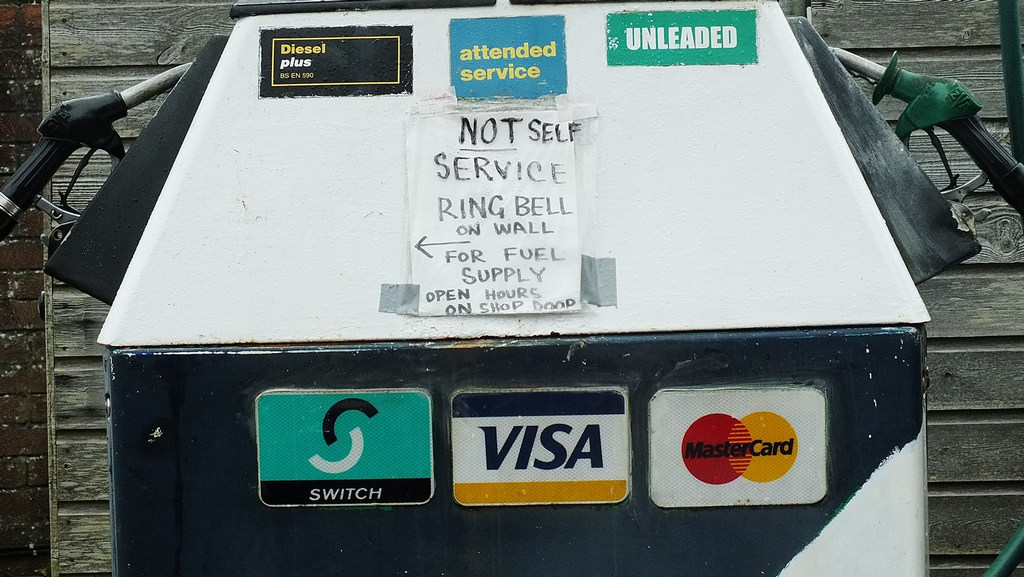 Diesel
plus
BS EN 590
attended
service
UNLEADED
NOT SELF
SERVICE
RING BELL
ON WALL
FOR FUEL
SUPPLY
OPEN HOURS
ON SHOP DOOR
SWITCH
VISA
MasterCard